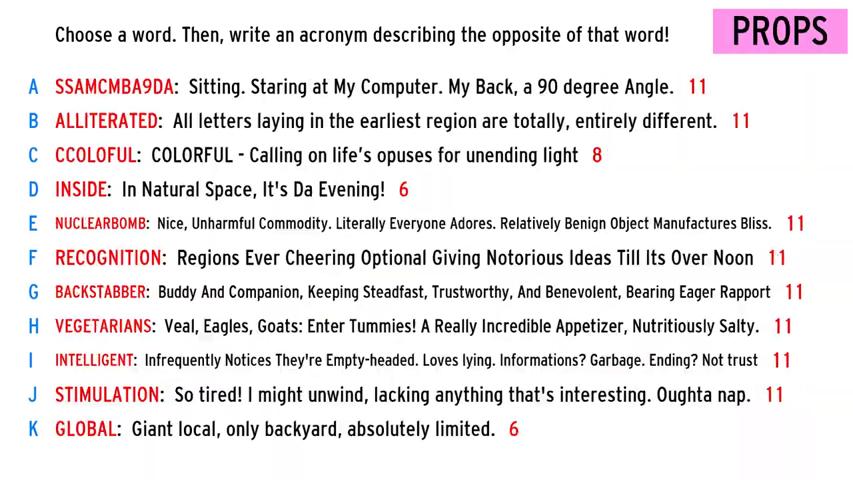 Choose a word. Then, write an acronym describing the opposite of that word!
PROPS
A SSAMCMBA9DA: Sitting. Staring at My Computer. My Back, a 90 degree Angle. 11
B ALLITERATED: All letters laying in the earliest region are totally, entirely different. 11
C CCOLOFUL: COLORFUL - Calling on life's opuses for unending light 8
D INSIDE: In Natural Space, It's Da Evening! 6
E NUCLEARBOMB: Nice, Unharmful Commodity. Literally Everyone Adores. Relatively Benign Object Manufactures Bliss. 11
F RECOGNITION: Regions Ever Cheering Optional Giving Notorious Ideas Till Its Over Noon 11
G BACKSTABBER: Buddy And Companion, Keeping Steadfast, Trustworthy, And Benevolent, Bearing Eager Rapport 11
H VEGETARIANS: Veal, Eagles, Goats: Enter Tummies! A Really Incredible Appetizer, Nutritiously Salty. 11
I INTELLIGENT: Infrequently Notices They're Empty-headed. Loves lying. Informations? Garbage. Ending? Not trust 11
J STIMULATION: So tired! I might unwind, lacking anything that's interesting. Oughta nap. 11
K GLOBAL: Giant local, only backyard, absolutely limited. 6